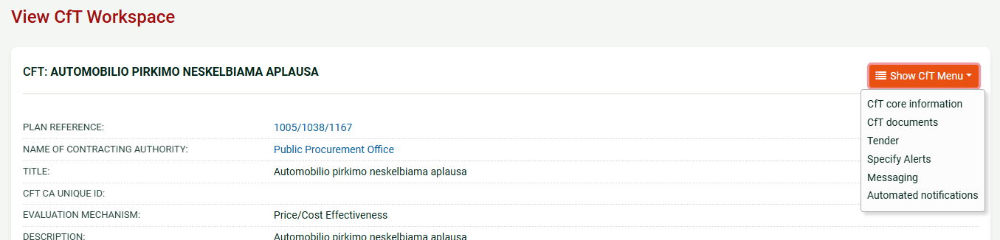 View CfT Workspace
CFT: AUTOMOBILIO PIRKIMO NESKELBIAMA APLAUSA
Show CfT Menu
CfT core information
CfT documents
Tender
Specify Alerts
Messaging
Automated notifications
PLAN REFERENCE: 1005/1038/1167
NAME OF CONTRACTING AUTHORITY: Public Procurement Office
TITLE: Automobilio pirkimo neskelbiama aplausa
CFT CA UNIQUE ID:
EVALUATION MECHANISM: Price/Cost Effectiveness
DESCRIPTION: Automobilio pirkimo neskelbiama aplausa